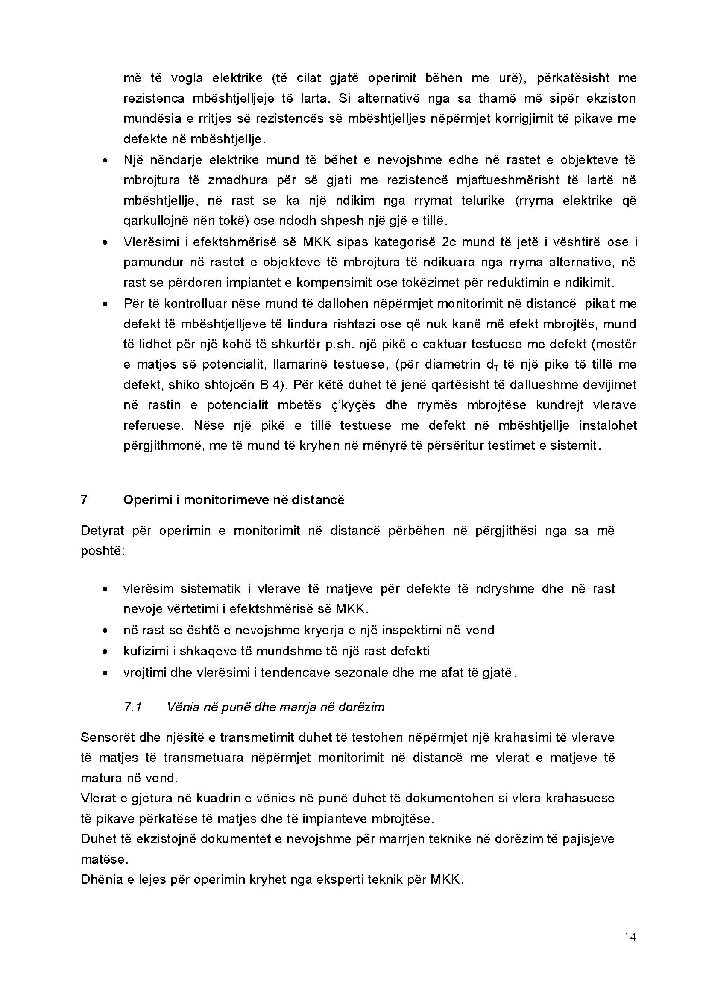 më të vogla elektrike (të cilat gjatë operimit bëhen me urë), përkatësisht me
rezistenca mbështjelljeje të larta. Si alternativë nga sa thamë më sipër ekziston
mundësia e rritjes së rezistencës së mbështjelljes nëpërmjet korrigjimit të pikave me
defekte në mbështjellje.
• Një nëndarje elektrike mund të bëhet e nevojshme edhe në rastet e objekteve të
mbrojtura të zmadhura për së gjati me rezistencë mjaftueshmërisht të lartë në
mbështjellje, në rast se ka një ndikim nga rrymat telurike (rryma elektrike që
qarkullojnë nën tokë) ose ndodh shpesh një gjë e tillë.
• Vlerësimi i efektshmërisë së MKK sipas kategorisë 2c mund të jetë i vështirë ose i
pamundur në rastet e objekteve të mbrojtura të ndikuara nga rryma alternative, në
rast se përdoren impiantet e kompensimit ose tokëzimet për reduktimin e ndikimit.
• Për të kontrolluar nëse mund të dallohen nëpërmjet monitorimit në distancë pikat me
defekt të mbështjelljeve të lindura rishtazi ose që nuk kanë më efekt mbrojtës, mund
të lidhet për një kohë të shkurtër p.sh. një pikë e caktuar testuese me defekt (mostër
e matjes së potencialit, llamarinë testuese, (për diametrin dT të një pike të tillë me
defekt, shiko shtojcën B 4). Për këtë duhet të jenë qartësisht të dallueshme devijimet
në rastin e potencialit mbetës ç’kyçës dhe rrymës mbrojtëse kundrejt vlerave
referuese. Nëse një pikë e tillë testuese me defekt në mbështjellje instalohet
përgjithmonë, me të mund të kryhen në mënyrë të përsëritur testimet e sistemit.
7 Operimi i monitorimeve në distancë
Detyrat për operimin e monitorimit në distancë përbëhen në përgjithësi nga sa më
poshtë:
• vlerësim sistematik i vlerave të matjeve për defekte të ndryshme dhe në rast
nevoje vërtetimi i efektshmërisë së MKK.
• në rast se është e nevojshme kryerja e një inspektimi në vend
• kufizimi i shkaqeve të mundshme të një rast defekti
• vrojtimi dhe vlerësimi i tendencave sezonale dhe me afat të gjatë.
7.1 Vënia në punë dhe marrja në dorëzim
Sensorët dhe njësitë e transmetimit duhet të testohen nëpërmjet një krahasimi të vlerave
të matjes të transmetuara nëpërmjet monitorimit në distancë me vlerat e matjeve të
matura në vend.
Vlerat e gjetura në kuadrin e vënies në punë duhet të dokumentohen si vlera krahasuese
të pikave përkatëse të matjes dhe të impianteve mbrojtëse.
Duhet të ekzistojnë dokumentet e nevojshme për marrjen teknike në dorëzim të pajisjeve
matëse.
Dhënia e lejes për operimin kryhet nga eksperti teknik për MKK.
14